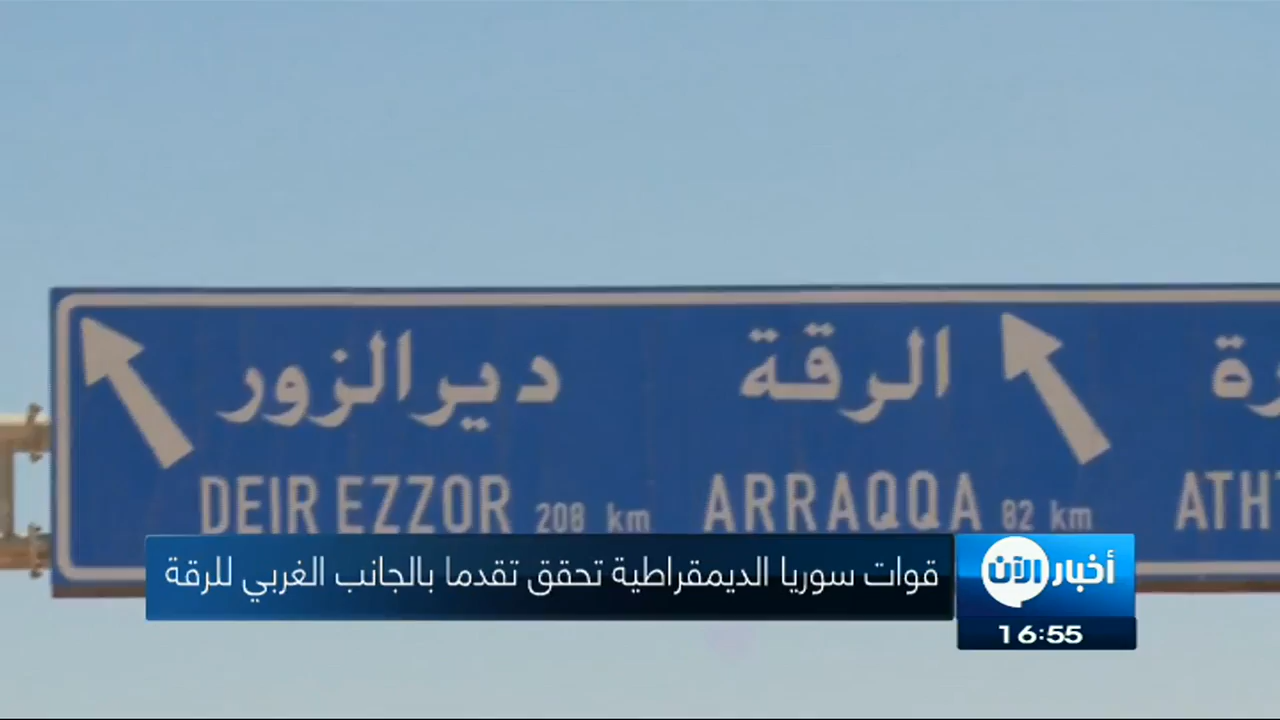 دير الزور
الرقة
DEIR EZZOR 208 km
ARRAQQA 82 km
ATH
قوات سوريا الديمقراطية تحقق تقدما بالجانب الغربي للرقة
أخبار الآن
16:55